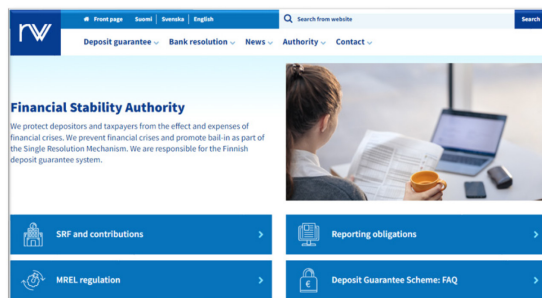 Front page Suomi Svenska English Search from website Search
rvv
Deposit guarantee Bank resolution News Authority Contact
Financial Stability Authority
We protect depositors and taxpayers from the effect and expenses of
financial crises. We prevent financial crises and promote bail-in as part of
the Single Resolution Mechanism. We are responsible for the Finnish
deposit guarantee system.
SRF and contributions
Reporting obligations
MREL regulation
Deposit Guarantee Scheme: FAQ